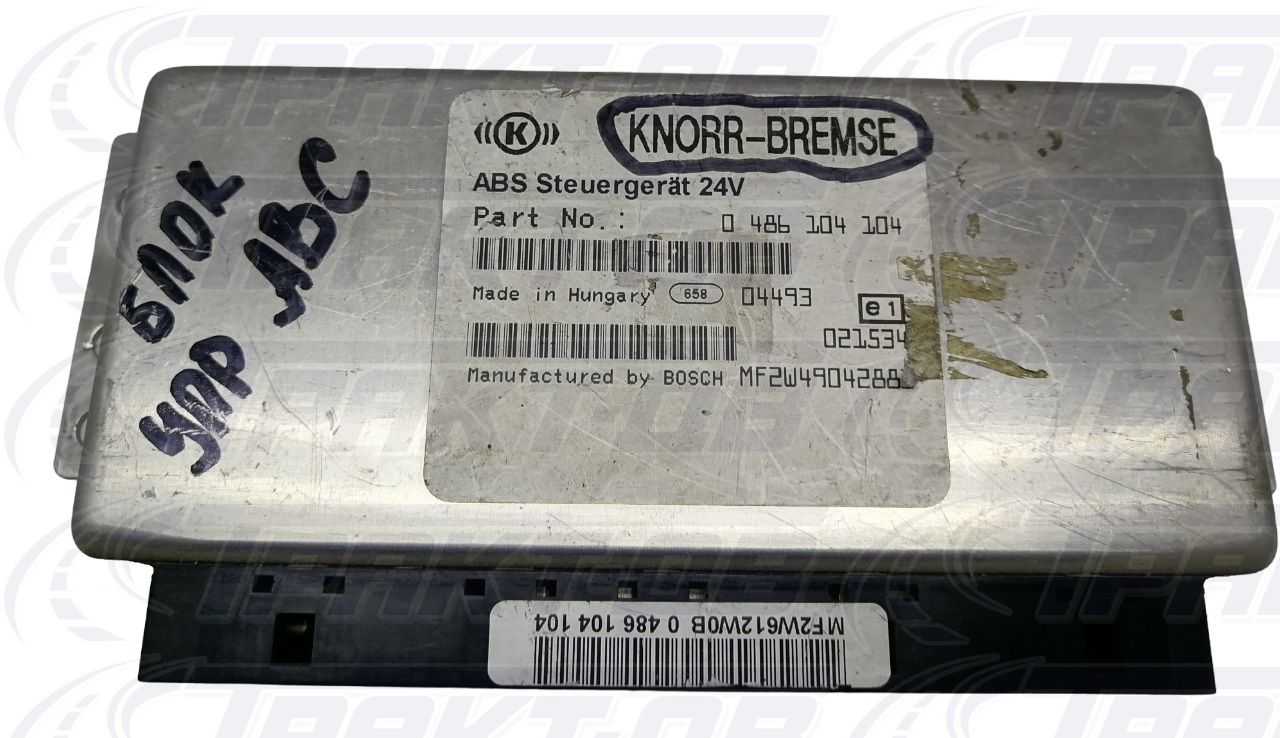 БЛОК
УПР
АВС
K
KNORR-BREMSE
ABS Steuergerät 24V
Part No.: 0 486 104 104
Made in Hungary 658 04493 e1
021534
Manufactured by BOSCH MF2W4904288
MF2W612W0B 0 486 104 104